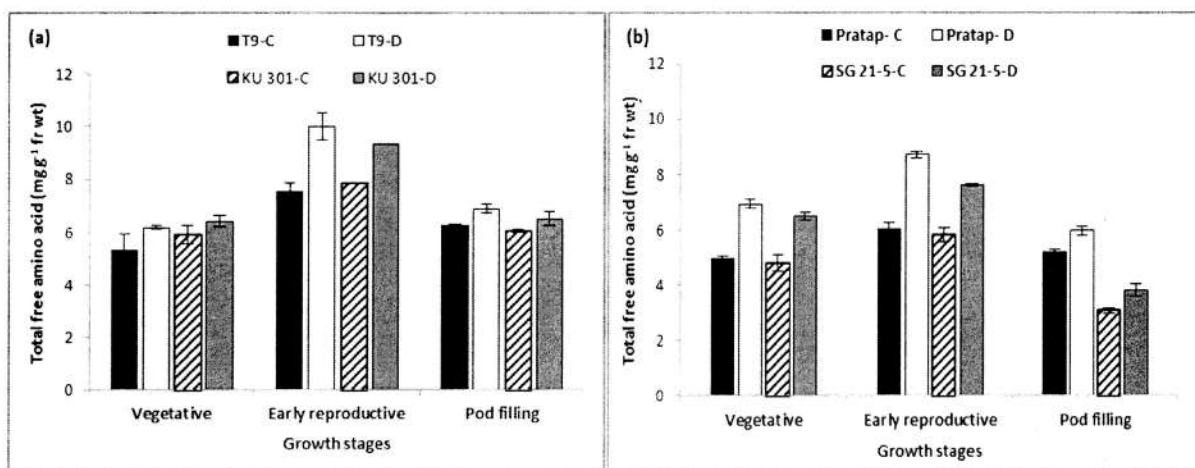 (a)
T9-C T9-D
KU 301-C KU 301-D
Total free amino acid (mg g⁻¹ fr wt)
12
10
8
6
4
2
0
Vegetative Early reproductive Pod filling
Growth stages
(b)
Pratap- C Pratap- D
SG 21-5-C SG 21-5-D
Total free amino acid (mg g⁻¹ fr wt)
12
10
8
6
4
2
0
Vegetative Early reproductive Pod filling
Growth stages